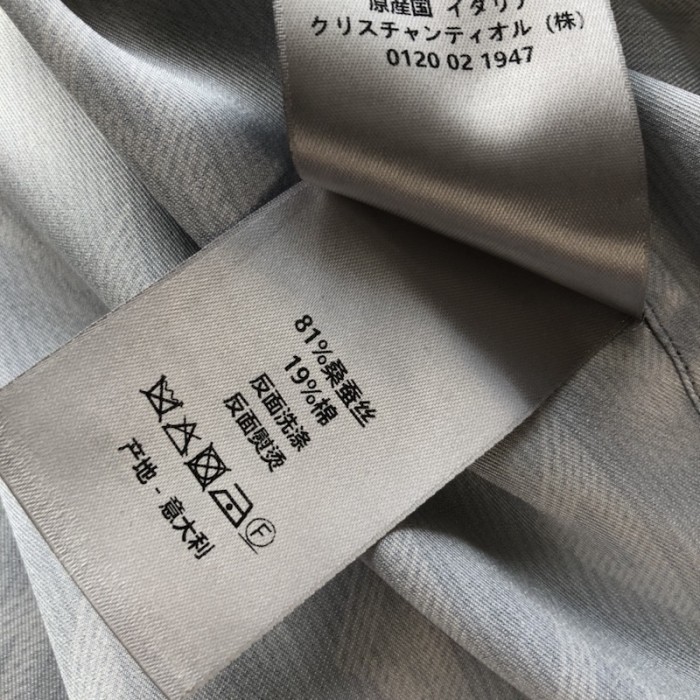 原産国 イタリア
クリスチャンディオル (株)
0120 02 1947
81%桑蚕丝
19%棉
反面洗涤
反面熨烫
F
产地 - 意大利